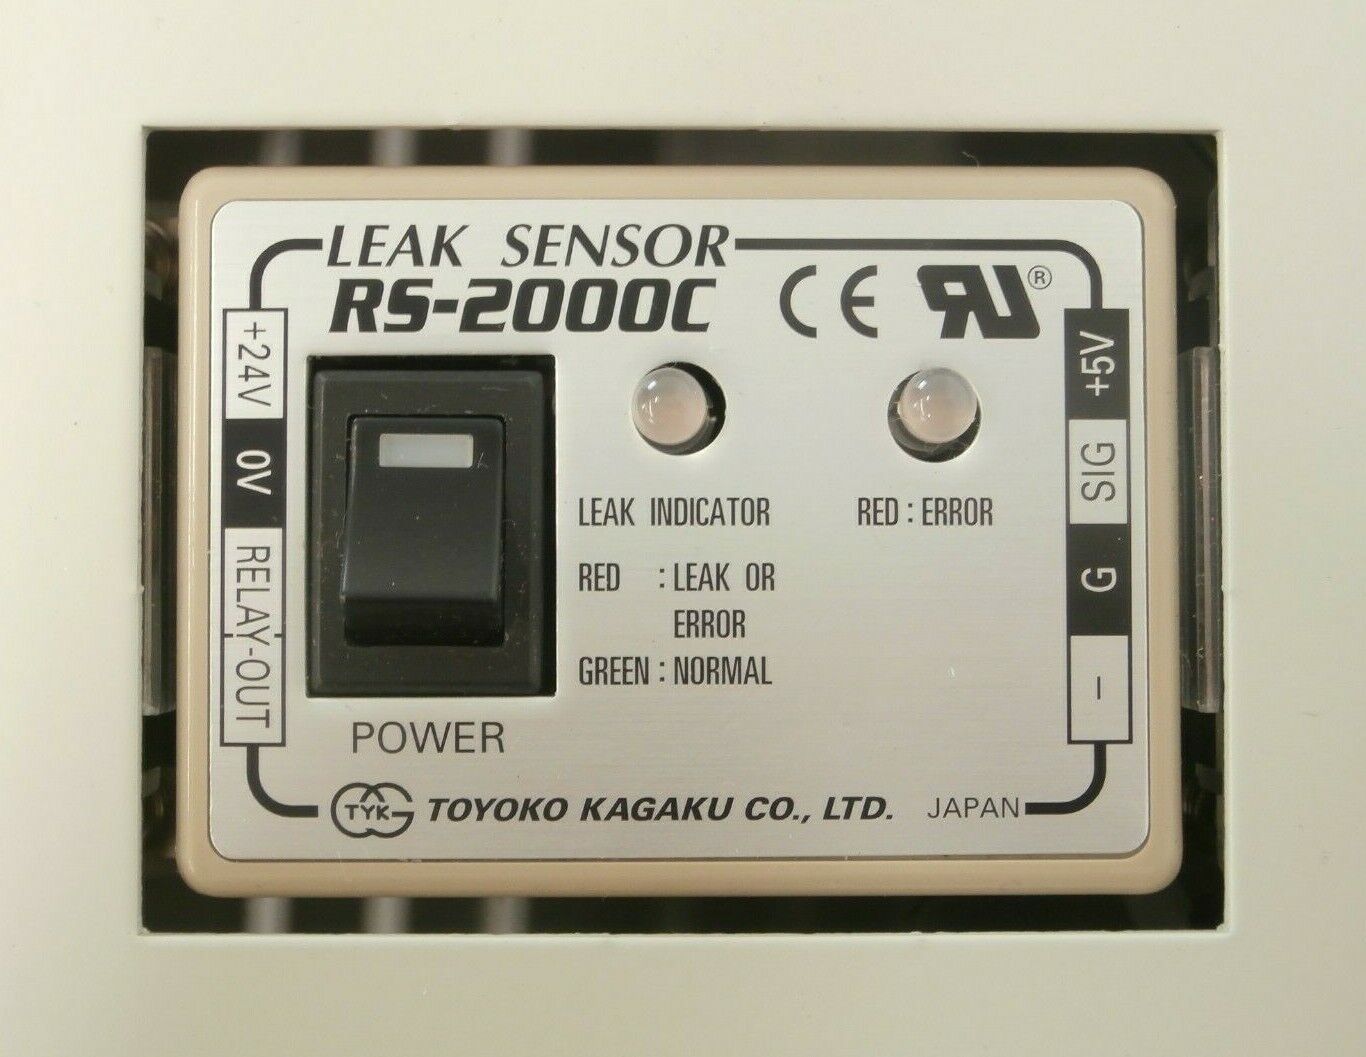 LEAK SENSOR
RS-2000C
CE RU ®
+24V
0V
RELAY-OUT
+5V
SIG
G
–
LEAK INDICATOR
RED : LEAK OR
ERROR
GREEN : NORMAL
RED : ERROR
POWER
TYK TOYOKO KAGAKU CO., LTD. JAPAN